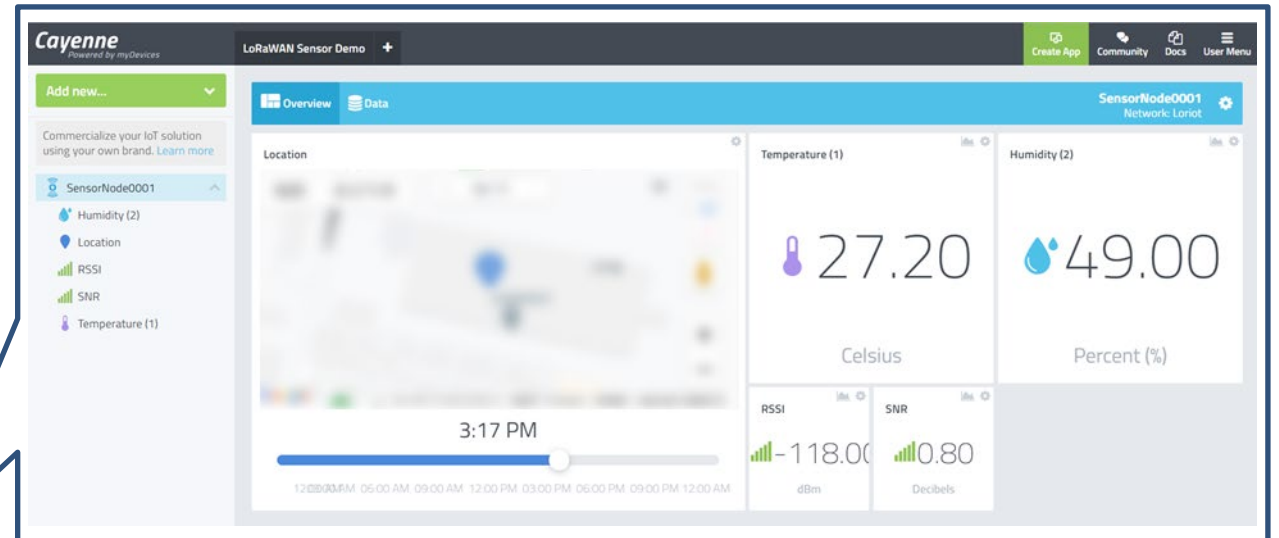 Cayenne
Powered by myDevices
LoRaWAN Sensor Demo +
Create App
Community
Docs
User Menu
Add new...
Commercialize your IoT solution
using your own brand. Learn more
SensorNode0001
Humidity (2)
Location
RSSI
SNR
Temperature (1)
Overview
Data
SensorNode0001
Network: Loriot
Location
3:17 PM
06:00 AM 09:00 AM 12:00 PM 03:00 PM 06:00 PM 09:00 PM 12:00 AM
Temperature (1)
27.20
Celsius
Humidity (2)
49.00
Percent (%)
RSSI
-118.00
dBm
SNR
0.80
Decibels